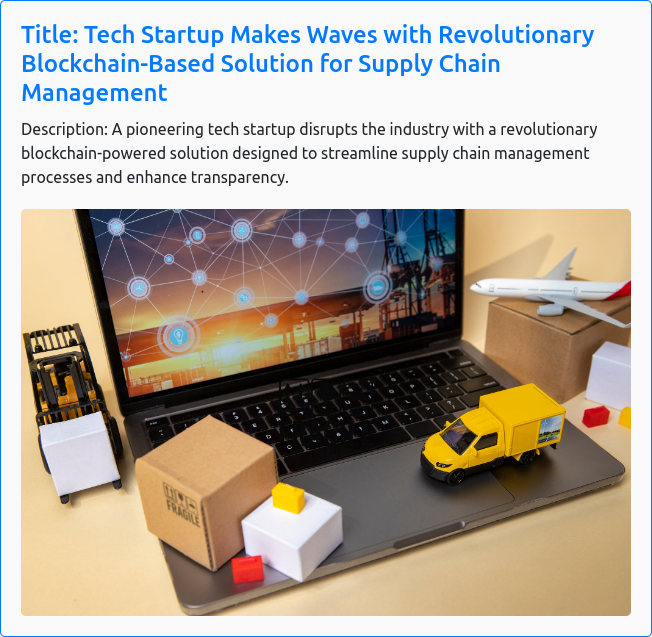 Title: Tech Startup Makes Waves with Revolutionary
Blockchain-Based Solution for Supply Chain
Management
Description: A pioneering tech startup disrupts the industry with a revolutionary
blockchain-powered solution designed to streamline supply chain management
processes and enhance transparency.
FRAGILE